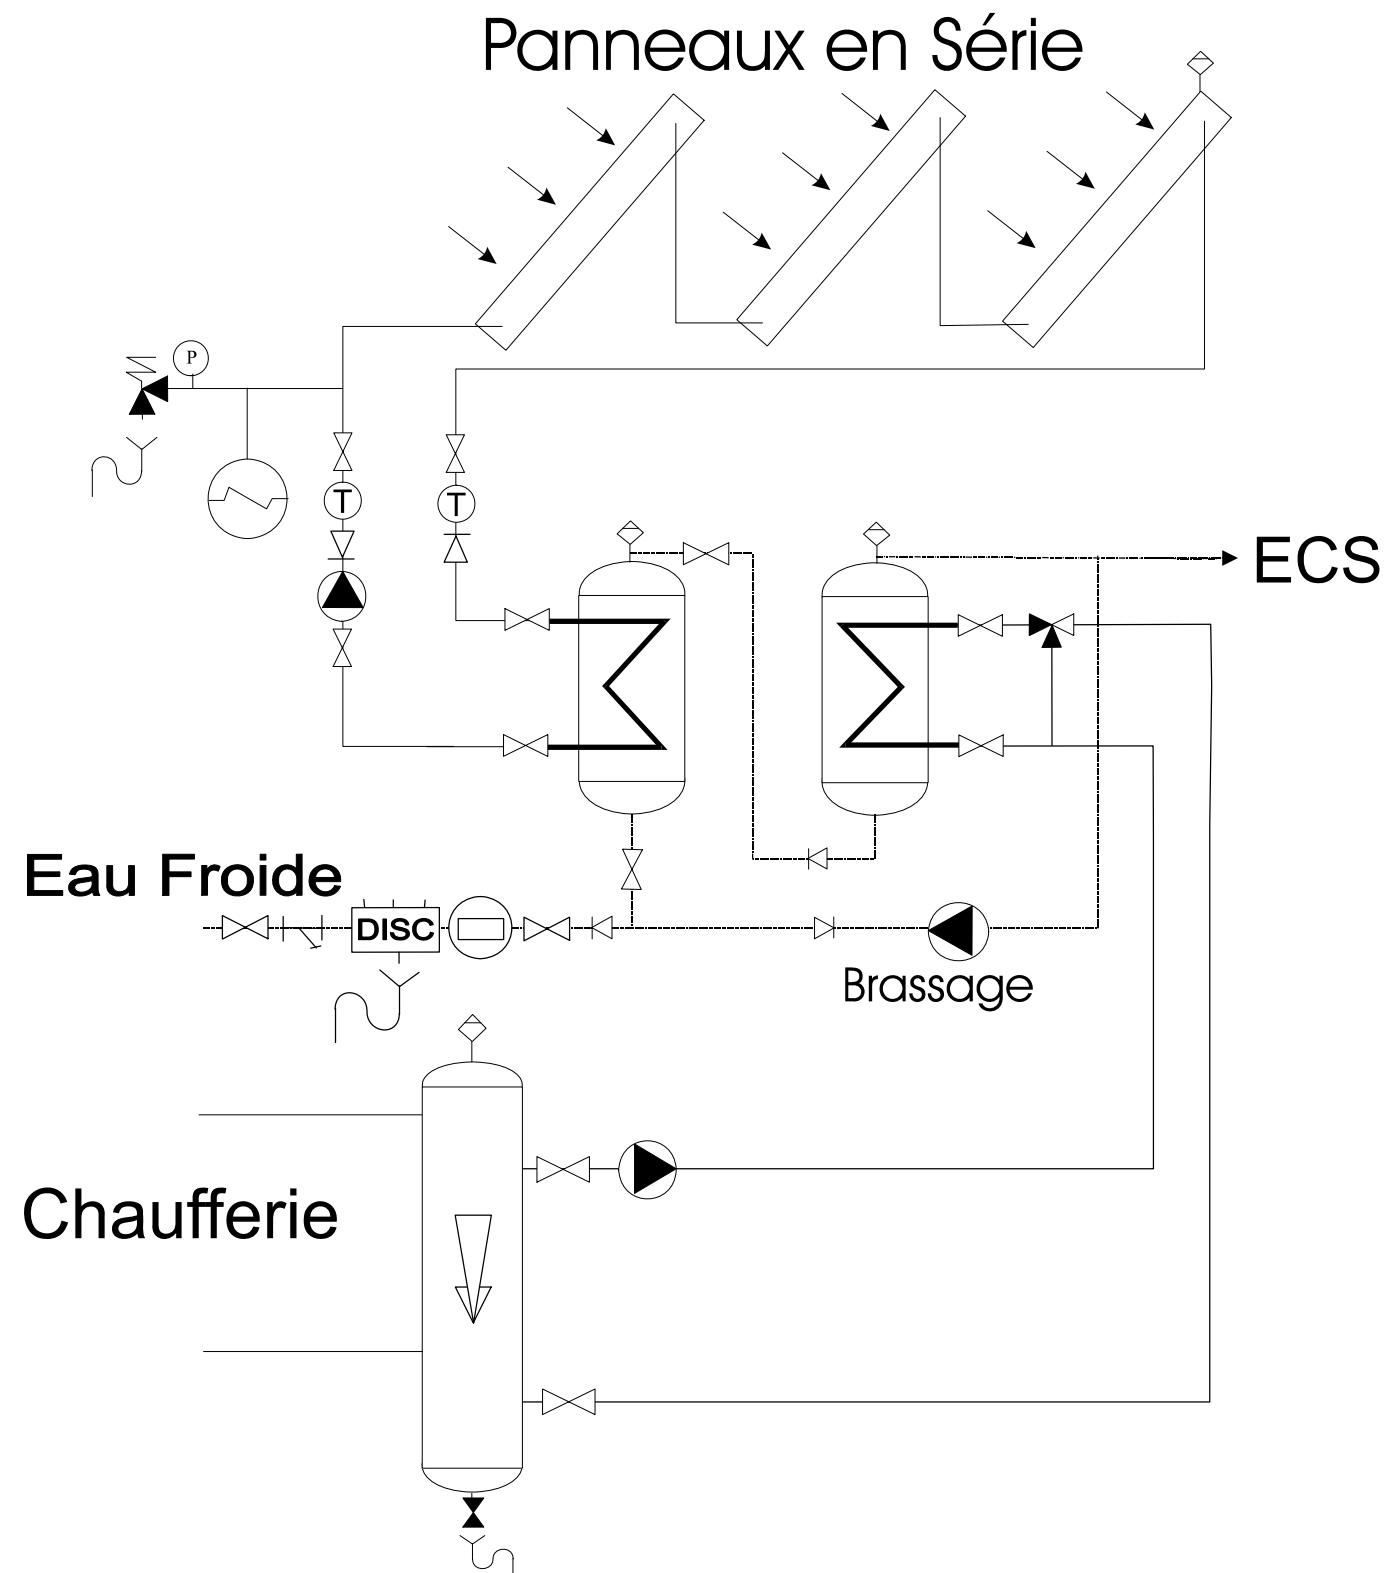 Panneaux en Série
P
T
T
ECS
Eau Froide
DISC
Brassage
Chaufferie